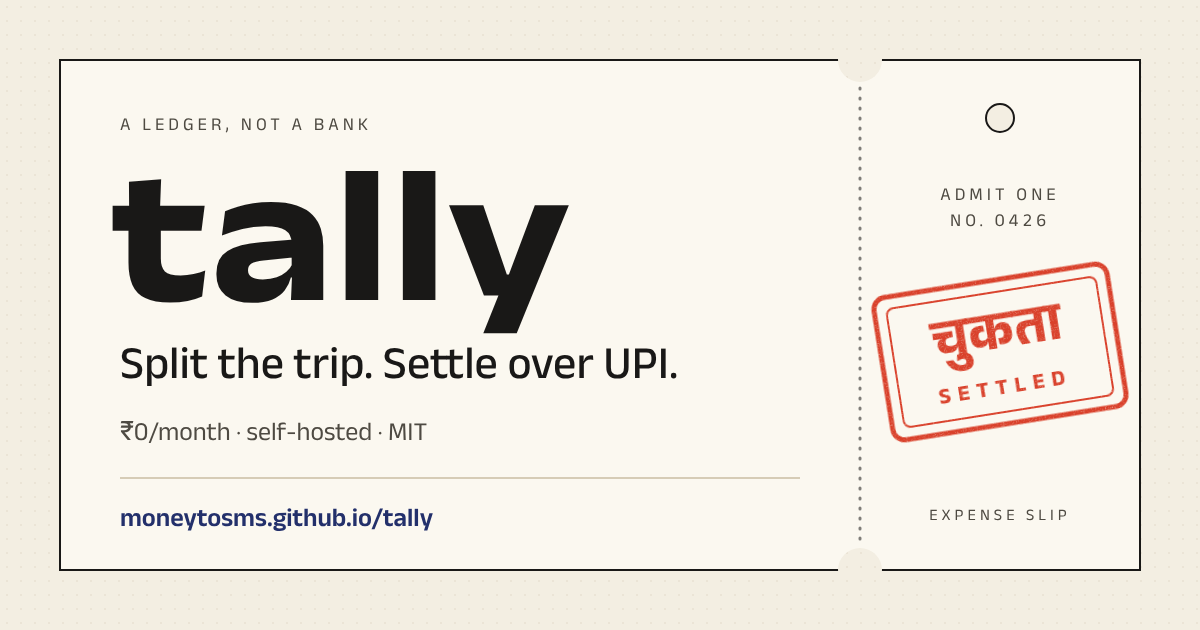 A LEDGER, NOT A BANK
tally
Split the trip. Settle over UPI.
₹0/month · self-hosted · MIT
moneytosms.github.io/tally
ADMIT ONE
NO. 0426
चुकता
SETTLED
EXPENSE SLIP